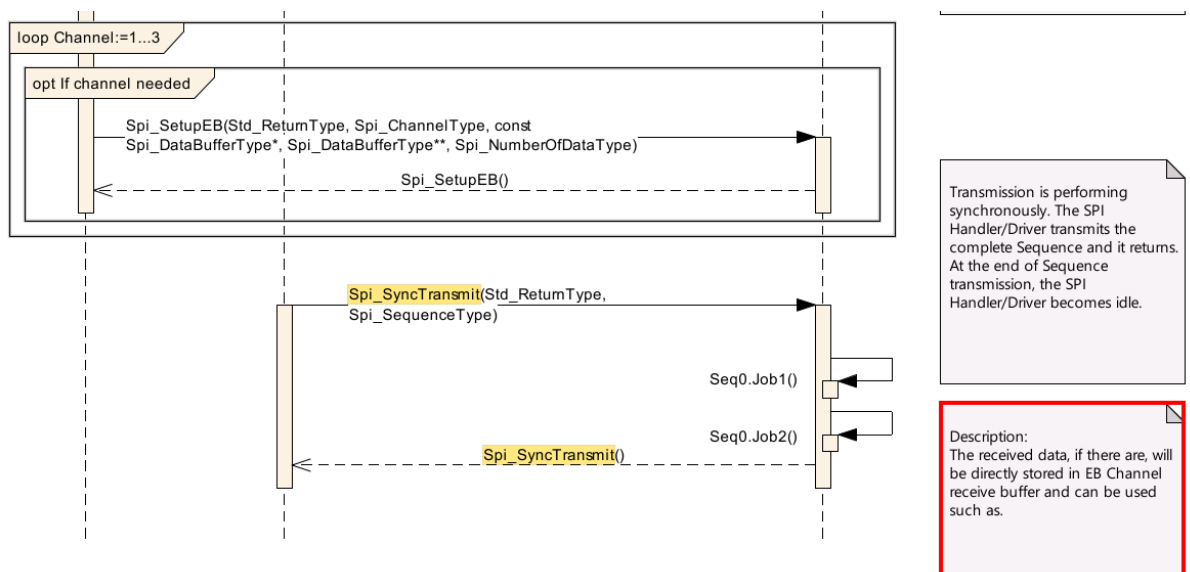 loop Channel:=1...3
opt If channel needed
Spi_SetupEB(Std_ReturnType, Spi_ChannelType, const
Spi_DataBufferType*, Spi_DataBufferType**, Spi_NumberOfDataType)
Spi_SetupEB()
Transmission is performing
synchronously. The SPI
Handler/Driver transmits the
complete Sequence and it returns.
At the end of Sequence
transmission, the SPI
Handler/Driver becomes idle.
Spi_SyncTransmit(Std_ReturnType,
Spi_SequenceType)
Seq0.Job1()
Seq0.Job2()
Spi_SyncTransmit()
Description:
The received data, if there are, will
be directly stored in EB Channel
receive buffer and can be used
such as.